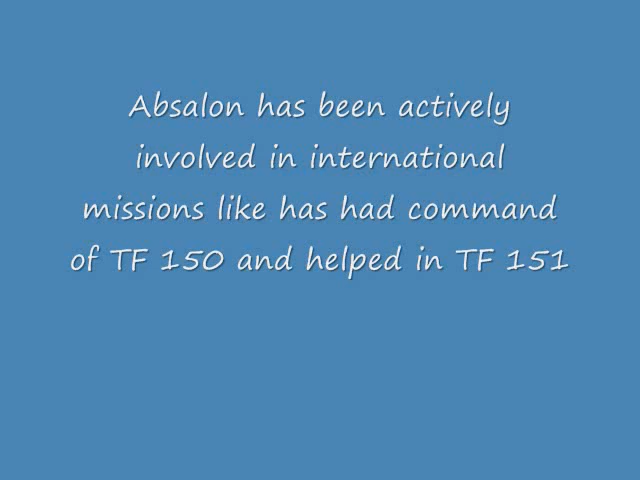 Absalon has been actively
involved in international
missions like has had command
of TF 150 and helped in TF 151